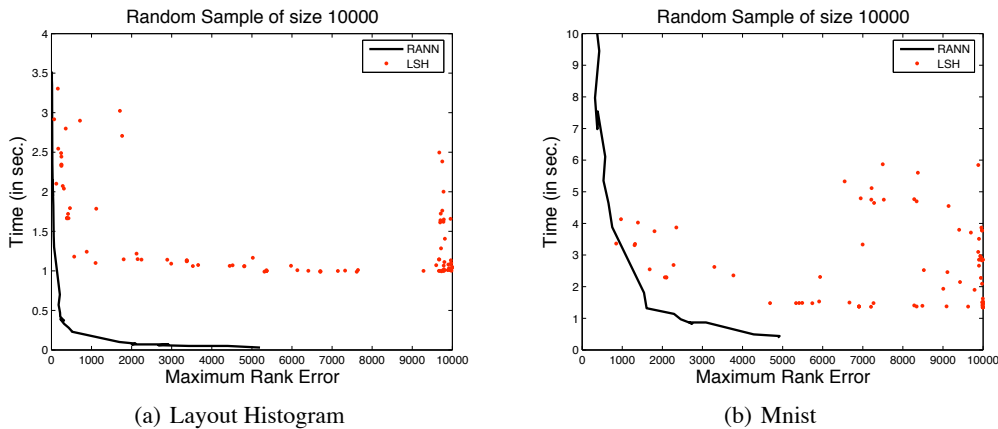 Random Sample of size 10000
4
3.5
3
2.5
2
1.5
1
0.5
0
Time (in sec.)
RANN
LSH
0 1000 2000 3000 4000 5000 6000 7000 8000 9000 10000
Maximum Rank Error
(a) Layout Histogram
Random Sample of size 10000
10
9
8
7
6
5
4
3
2
1
0
Time (in sec.)
RANN
LSH
0 1000 2000 3000 4000 5000 6000 7000 8000 9000 10000
Maximum Rank Error
(b) Mnist